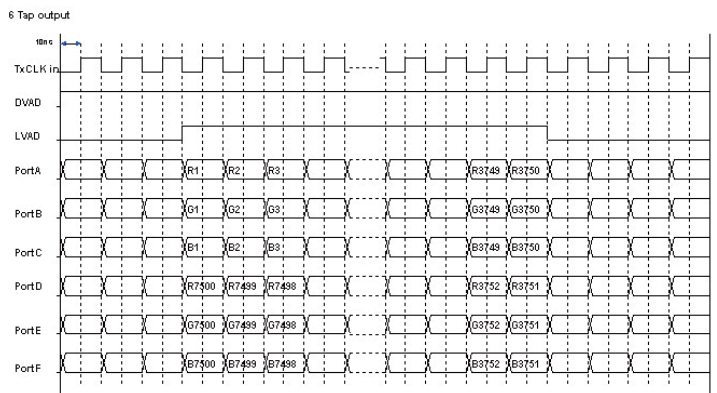 6 Tap output
TxCLK in
DVAD
LVAD
PortA R1 R2 R3 R3749 R3750
PortB G1 G2 G3 G3749 G3750
PortC B1 B2 B3 B3749 B3750
PortD R7500 R7499 R7498 R3752 R3751
PortE G7500 G7499 G7498 G3752 G3751
PortF B7500 B7499 B7498 B3752 B3751